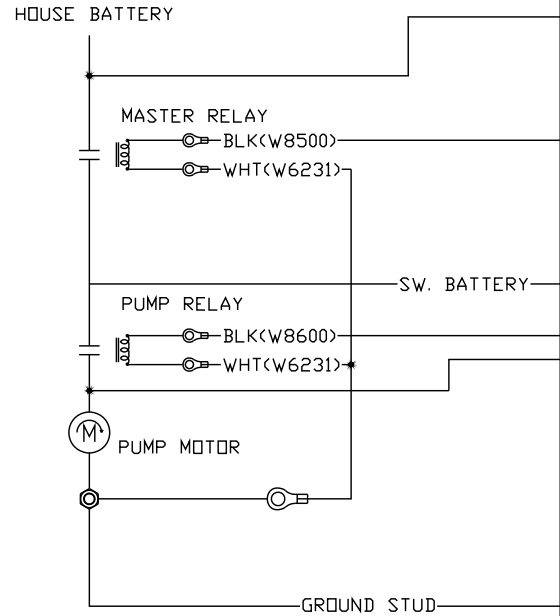 HOUSE BATTERY
MASTER RELAY
BLK(W8500)
WHT(W6231)
SW. BATTERY
PUMP RELAY
BLK(W8600)
WHT(W6231)
M
PUMP MOTOR
GROUND STUD